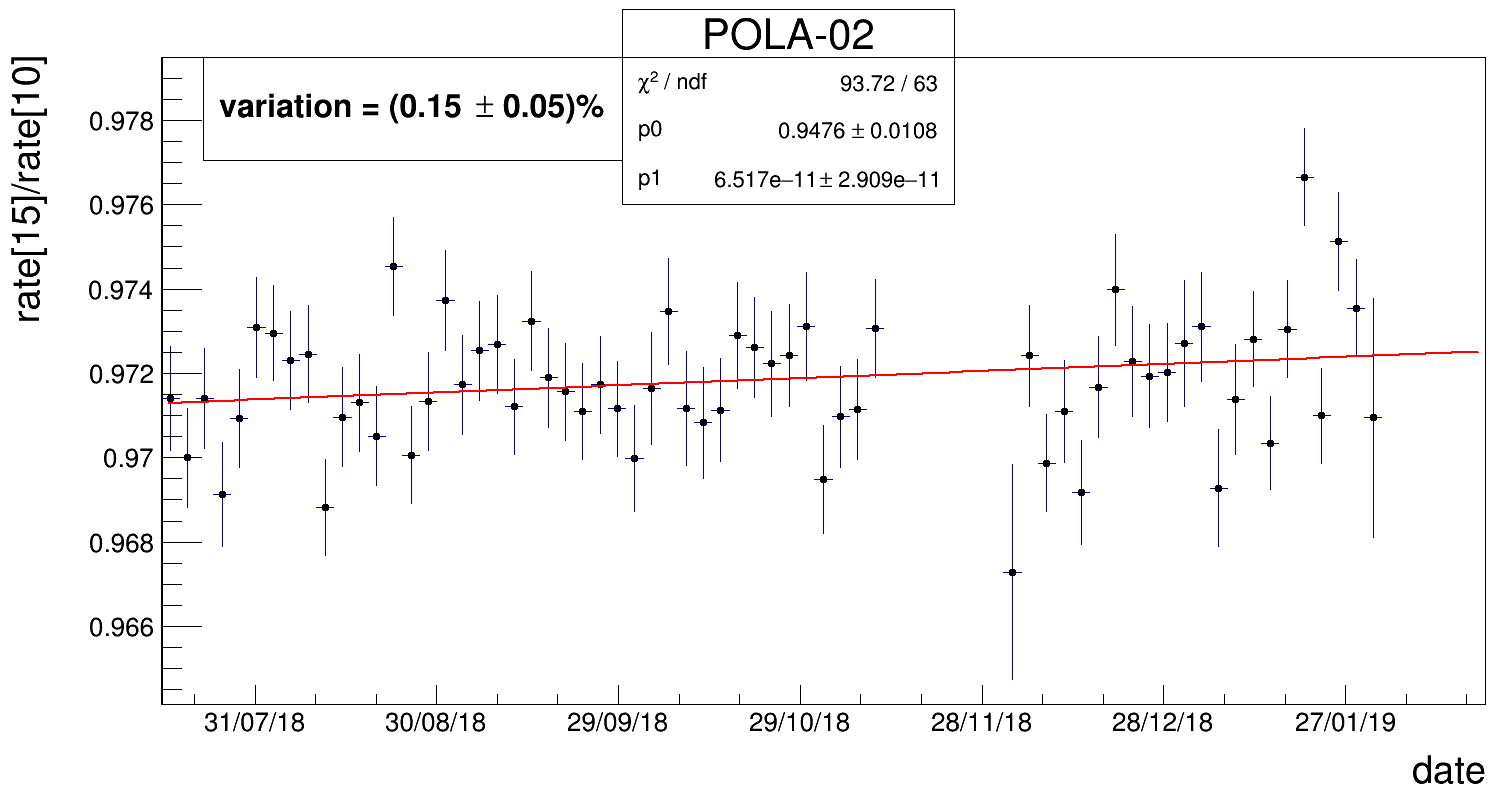 POLA-02
χ² / ndf 93.72 / 63
p0 0.9476 ± 0.0108
p1 6.517e−11 ± 2.909e−11
variation = (0.15 ± 0.05)%
rate[15]/rate[10]
0.978
0.976
0.974
0.972
0.97
0.968
0.966
31/07/18 30/08/18 29/09/18 29/10/18 28/11/18 28/12/18 27/01/19
date